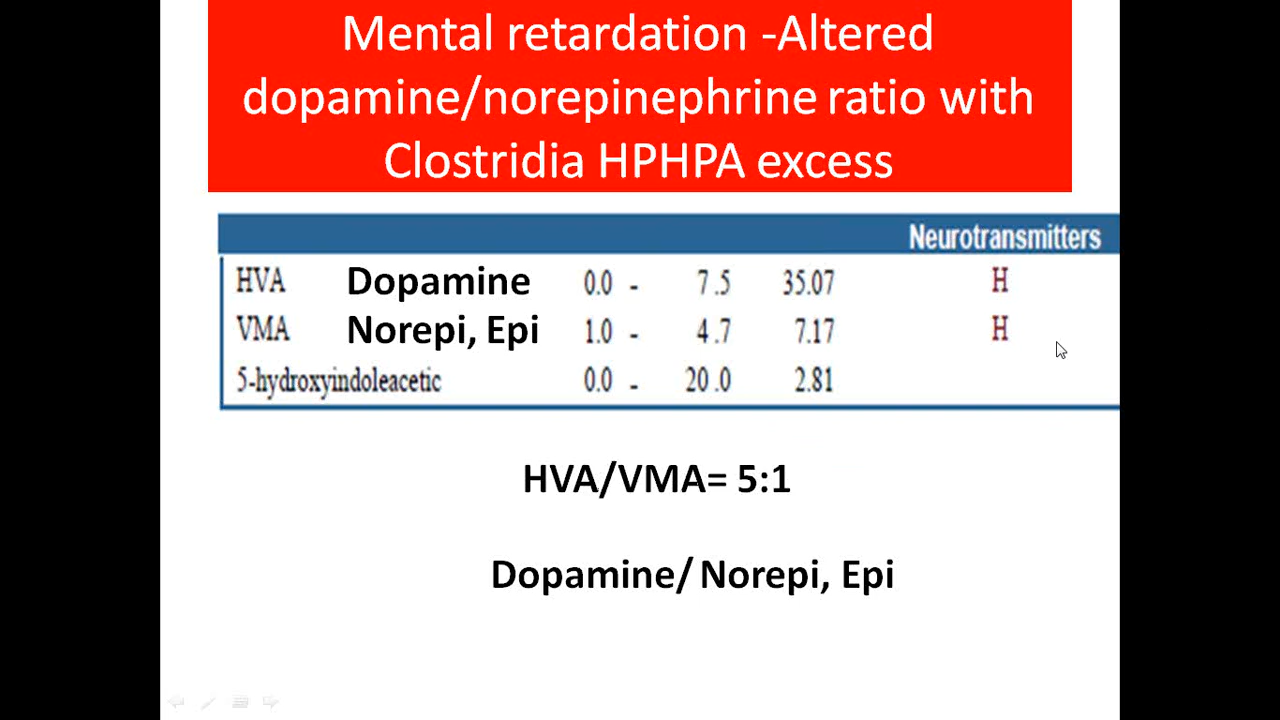 Mental retardation -Altered
dopamine/norepinephrine ratio with
Clostridia HPHPA excess
Neurotransmitters
HVA Dopamine 0.0 - 7.5 35.07 H
VMA Norepi, Epi 1.0 - 4.7 7.17 H
5-hydroxyindoleacetic 0.0 - 20.0 2.81
HVA/VMA= 5:1
Dopamine/ Norepi, Epi